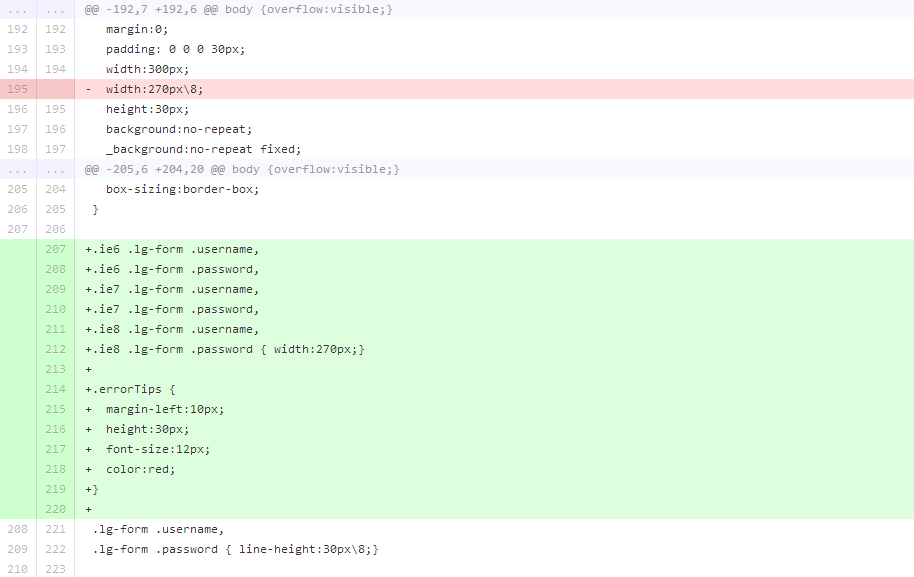 ... ... @@ -192,7 +192,6 @@ body {overflow:visible;}
192 192 margin:0;
193 193 padding: 0 0 0 30px;
194 194 width:300px;
195 - width:270px\8;
196 195 height:30px;
197 196 background:no-repeat;
198 197 _background:no-repeat fixed;
... ... @@ -205,6 +204,20 @@ body {overflow:visible;}
205 204 box-sizing:border-box;
206 205 }
207 206
207 +.ie6 .lg-form .username,
208 +.ie6 .lg-form .password,
209 +.ie7 .lg-form .username,
210 +.ie7 .lg-form .password,
211 +.ie8 .lg-form .username,
212 +.ie8 .lg-form .password { width:270px;}
213 +
214 +.errorTips {
215 + margin-left:10px;
216 + height:30px;
217 + font-size:12px;
218 + color:red;
219 +}
220 +
208 221 .lg-form .username,
209 222 .lg-form .password { line-height:30px\8;}
210 223